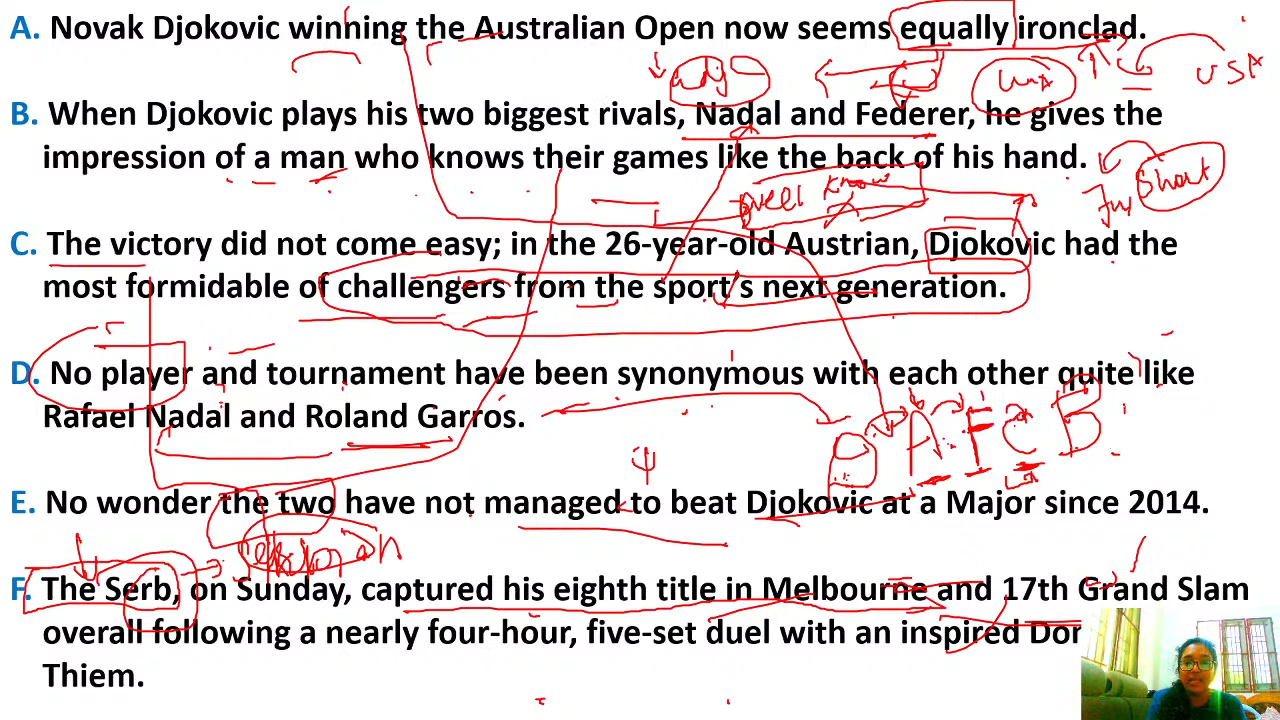 A. Novak Djokovic winning the Australian Open now seems equally ironclad.
adj
USA
B. When Djokovic plays his two biggest rivals, Nadal and Federer, he gives the
impression of a man who knows their games like the back of his hand.
Short
well know
C. The victory did not come easy; in the 26-year-old Austrian, Djokovic had the
most formidable of challengers from the sport's next generation.
D. No player and tournament have been synonymous with each other quite like
Rafael Nadal and Roland Garros.
D A F C B
E. No wonder the two have not managed to beat Djokovic at a Major since 2014.
F. The Serb, on Sunday, captured his eighth title in Melbourne and 17th Grand Slam
overall following a nearly four-hour, five-set duel with an inspired
Thiem.